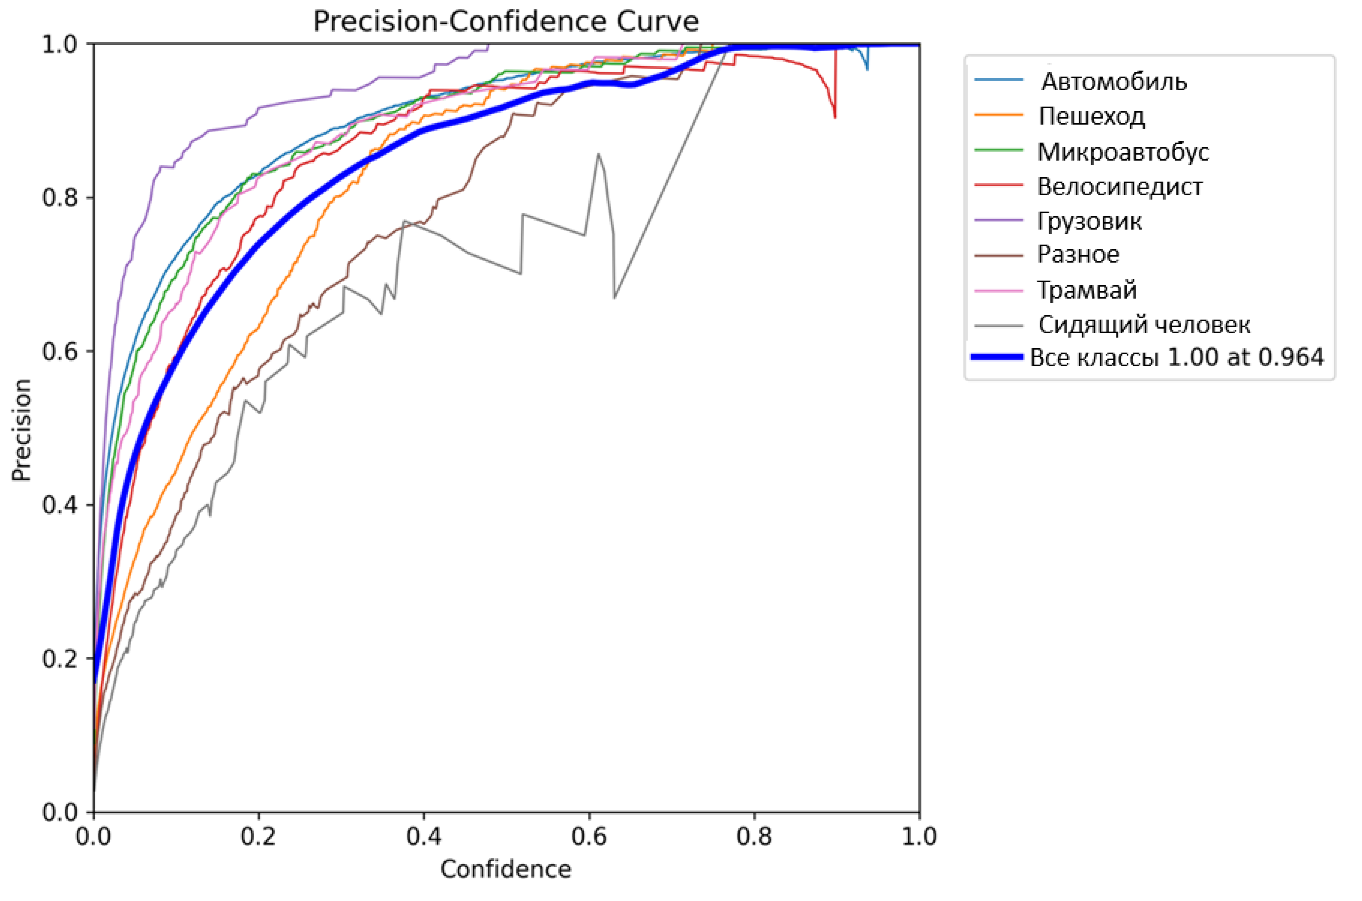 Precision-Confidence Curve
1.0
0.8
0.6
0.4
0.2
0.0
Precision
0.0 0.2 0.4 0.6 0.8 1.0
Confidence
Автомобиль
Пешеход
Микроавтобус
Велосипедист
Грузовик
Разное
Трамвай
Сидящий человек
Все классы 1.00 at 0.964